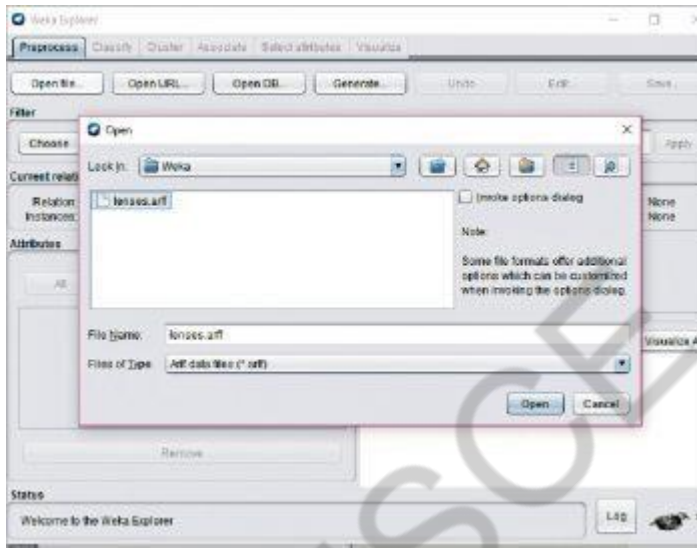 Weka Explorer
Preprocess Classify Cluster Associate Select attributes Visualize
Open file... Open URL... Open DB... Generate... Undo Edit... Save...
Filter
Choose
Apply
Open
Look In: Weka
Current relati
Relation:
Instances:
None
None
lenses.arff
Invoke options dialog
Note:
Some file formats offer additional
options which can be customized
when invoking the options dialog.
Attributes
All
File Name: lenses.arff
Files of Type: Arff data files (*.arff)
Visualize A
Open Cancel
Remove
Status
Welcome to the Weka Explorer
Log
SCE